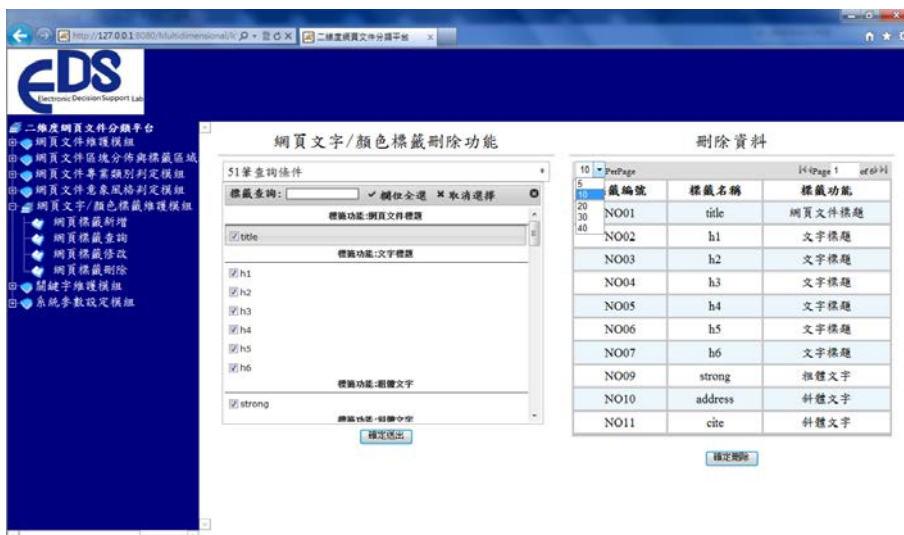 http://127.0.0.1:8080/Multidimensional/lc
二維度網頁文件分類平台
EDS
Electronic Decision Support Lab
二維度網頁文件分類平台
網頁文件維護模組
網頁文件區塊分佈與標籤區域
網頁文件專業類別判定模組
網頁文件意象風格判定模組
網頁文字/顏色標籤維護模組
網頁標籤新增
網頁標籤查詢
網頁標籤修改
網頁標籤刪除
關鍵字維護模組
系統參數設定模組
網頁文字/顏色標籤刪除功能
51筆查詢條件
標籤查詢: 欄位全選 取消選擇
標籤功能:網頁文件標題
title
標籤功能:文字標題
h1
h2
h3
h4
h5
h6
標籤功能:粗體文字
strong
標籤功能:斜體文字
確定送出
刪除資料
10 PerPage Page 1 of 6
5
10
20
30
40
籤編號 標籤名稱 標籤功能
NO01 title 網頁文件標題
NO02 h1 文字標題
NO03 h2 文字標題
NO04 h3 文字標題
NO05 h4 文字標題
NO06 h5 文字標題
NO07 h6 文字標題
NO09 strong 粗體文字
NO10 address 斜體文字
NO11 cite 斜體文字
確定刪除